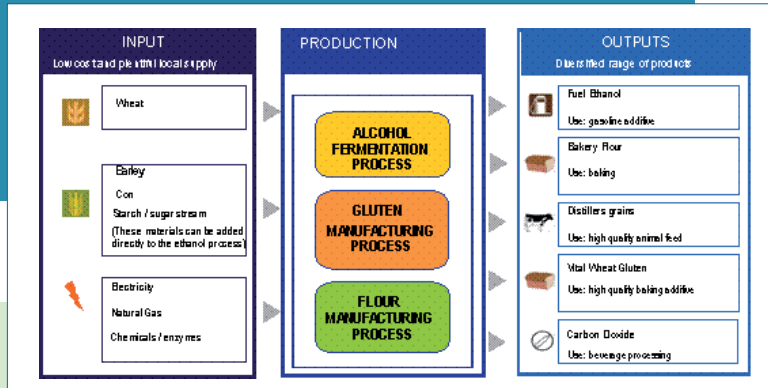 INPUT
Low cost and plentiful local supply
Wheat
Barley
Corn
Starch / sugar stream
(These materials can be added
directly to the ethanol process)
Electricity
Natural Gas
Chemicals / enzymes
PRODUCTION
ALCOHOL
FERMENTATION
PROCESS
GLUTEN
MANUFACTURING
PROCESS
FLOUR
MANUFACTURING
PROCESS
OUTPUTS
Diversified range of products
Fuel Ethanol
Use: gasoline additive
Bakery Flour
Use: baking
Distillers grains
Use: high quality animal feed
Vital Wheat Gluten
Use: high quality baking additive
Carbon Dioxide
Use: beverage processing